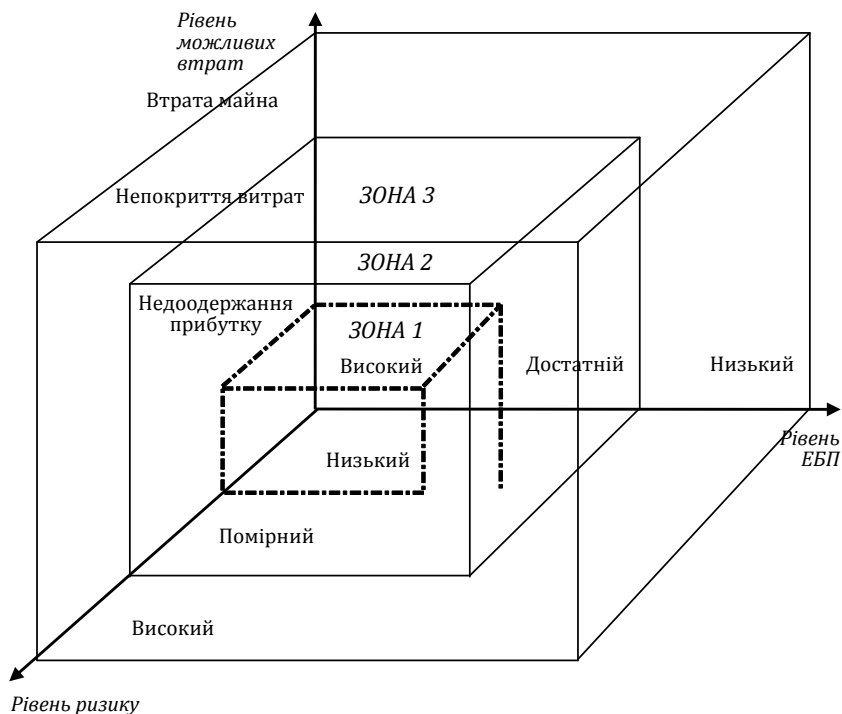 Рівень
можливих
втрат
Втрата майна
Непокриття витрат
ЗОНА 3
ЗОНА 2
Недоодержання
прибутку
ЗОНА 1
Високий
Достатній
Низький
Рівень
ЕБП
Низький
Помірний
Високий
Рівень ризику